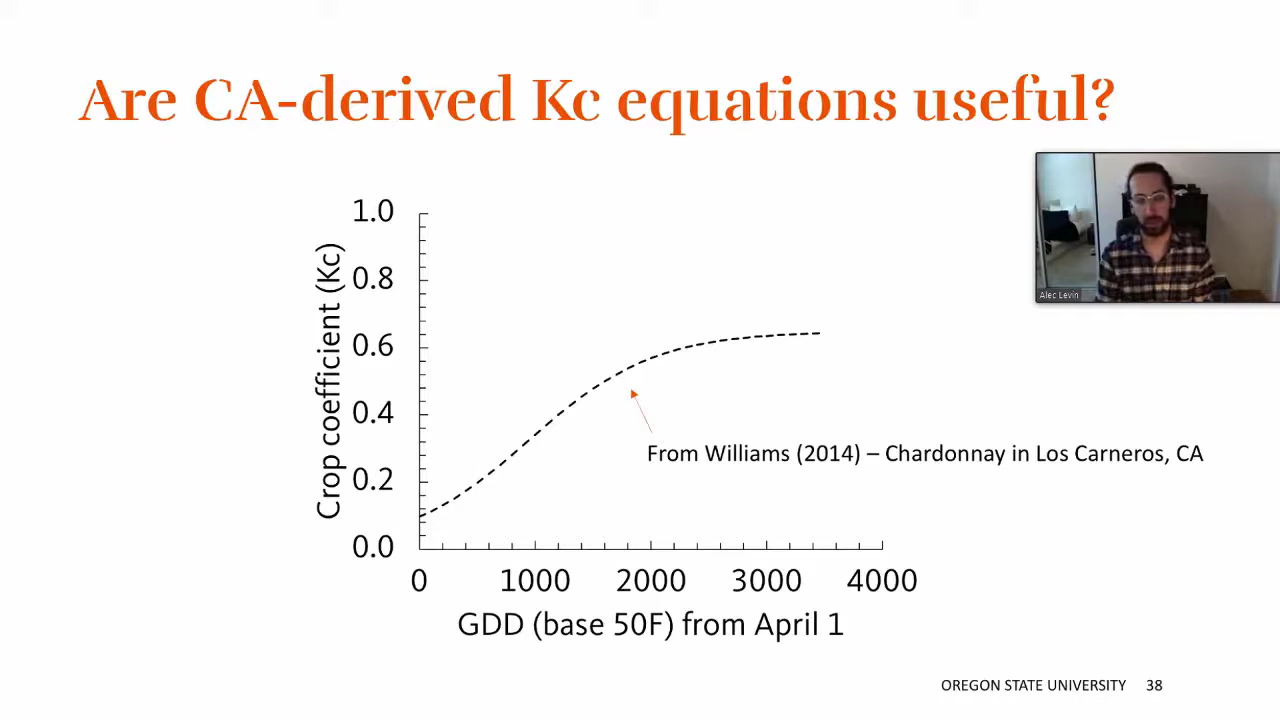 Are CA-derived Kc equations useful?
Alec Levin
Crop coefficient (Kc)
1.0
0.8
0.6
0.4
0.2
0.0
From Williams (2014) – Chardonnay in Los Carneros, CA
0 1000 2000 3000 4000
GDD (base 50F) from April 1
OREGON STATE UNIVERSITY 38